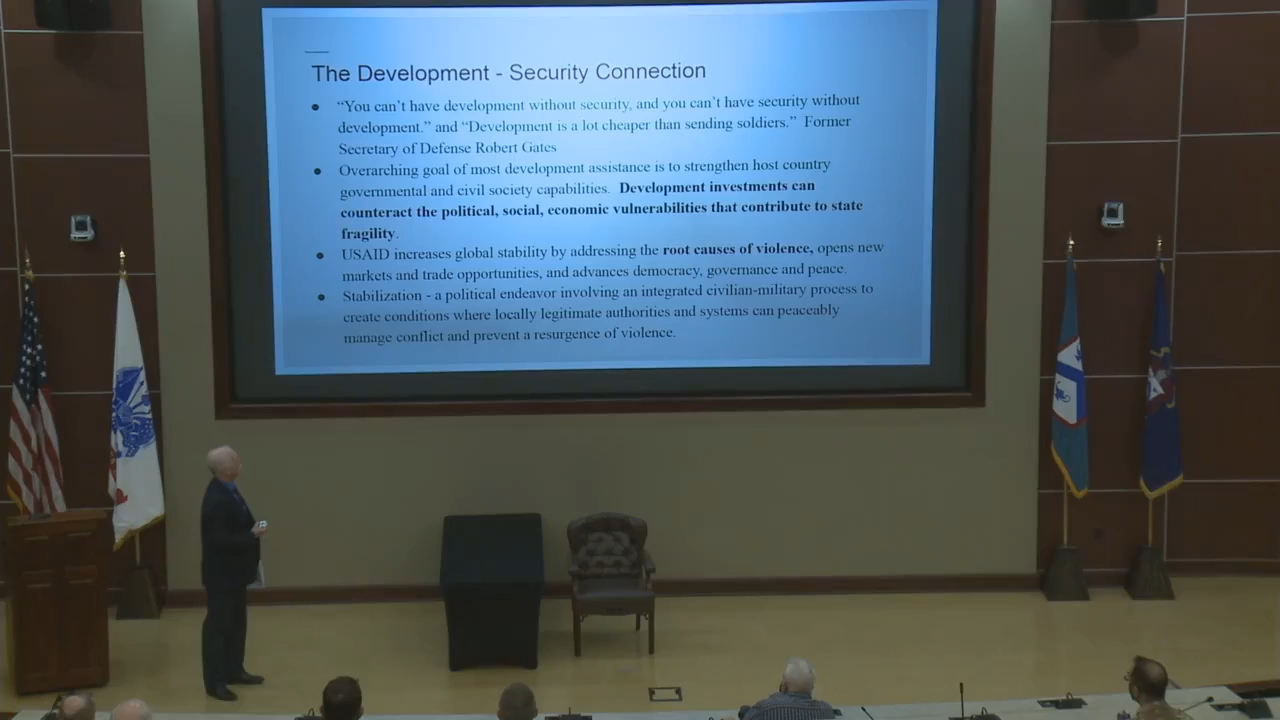 The Development - Security Connection
● "You can't have development without security, and you can't have security without
development." and "Development is a lot cheaper than sending soldiers." Former
Secretary of Defense Robert Gates
● Overarching goal of most development assistance is to strengthen host country
governmental and civil society capabilities. Development investments can
counteract the political, social, economic vulnerabilities that contribute to state
fragility.
● USAID increases global stability by addressing the root causes of violence, opens new
markets and trade opportunities, and advances democracy, governance and peace.
● Stabilization - a political endeavor involving an integrated civilian-military process to
create conditions where locally legitimate authorities and systems can peaceably
manage conflict and prevent a resurgence of violence.